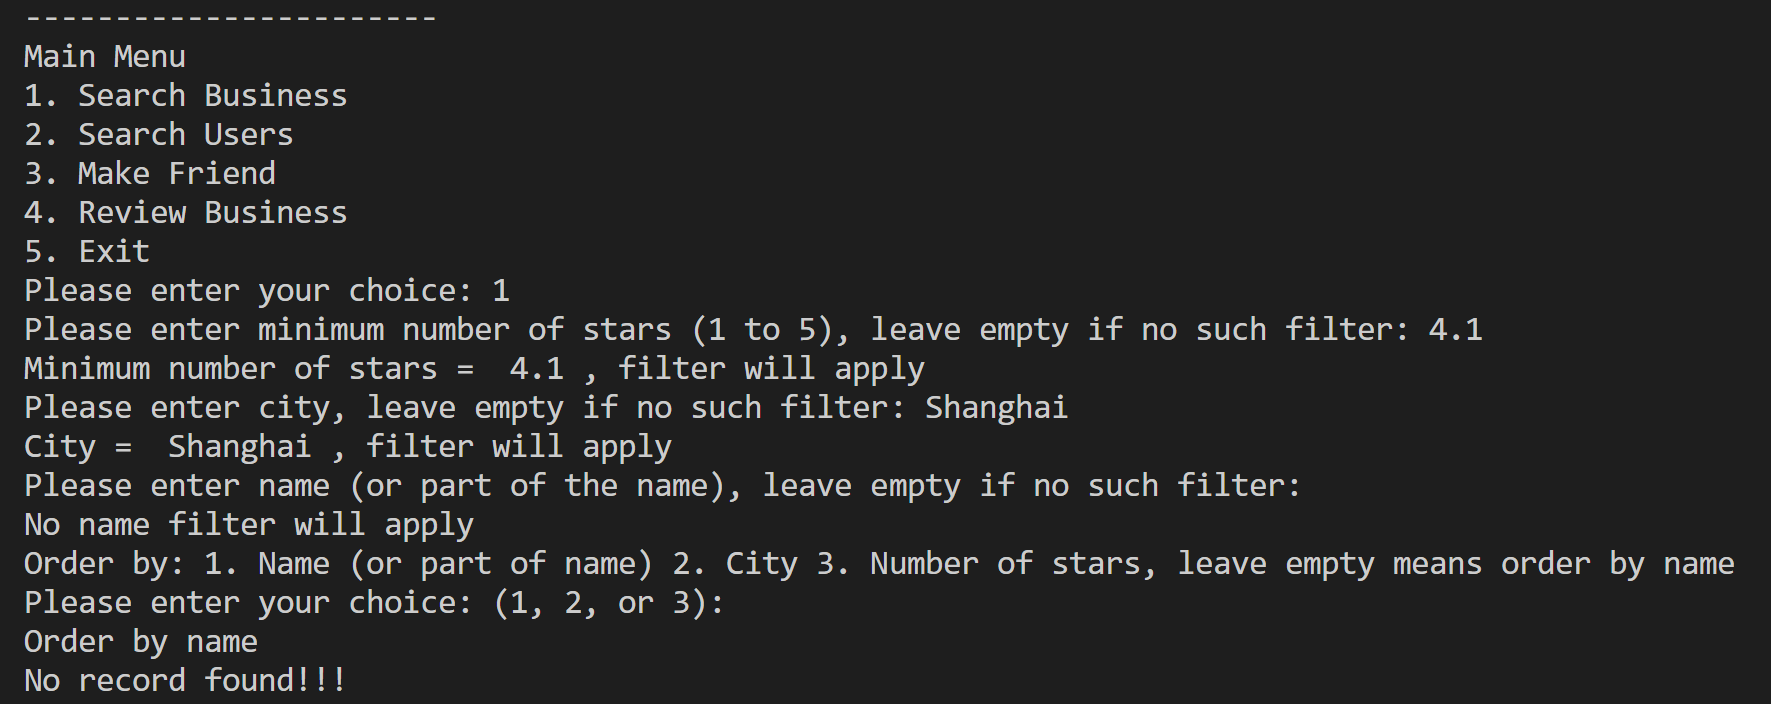 -----------------------
Main Menu
1. Search Business
2. Search Users
3. Make Friend
4. Review Business
5. Exit
Please enter your choice: 1
Please enter minimum number of stars (1 to 5), leave empty if no such filter: 4.1
Minimum number of stars =  4.1 , filter will apply
Please enter city, leave empty if no such filter: Shanghai
City =  Shanghai , filter will apply
Please enter name (or part of the name), leave empty if no such filter:
No name filter will apply
Order by: 1. Name (or part of name) 2. City 3. Number of stars, leave empty means order by name
Please enter your choice: (1, 2, or 3):
Order by name
No record found!!!